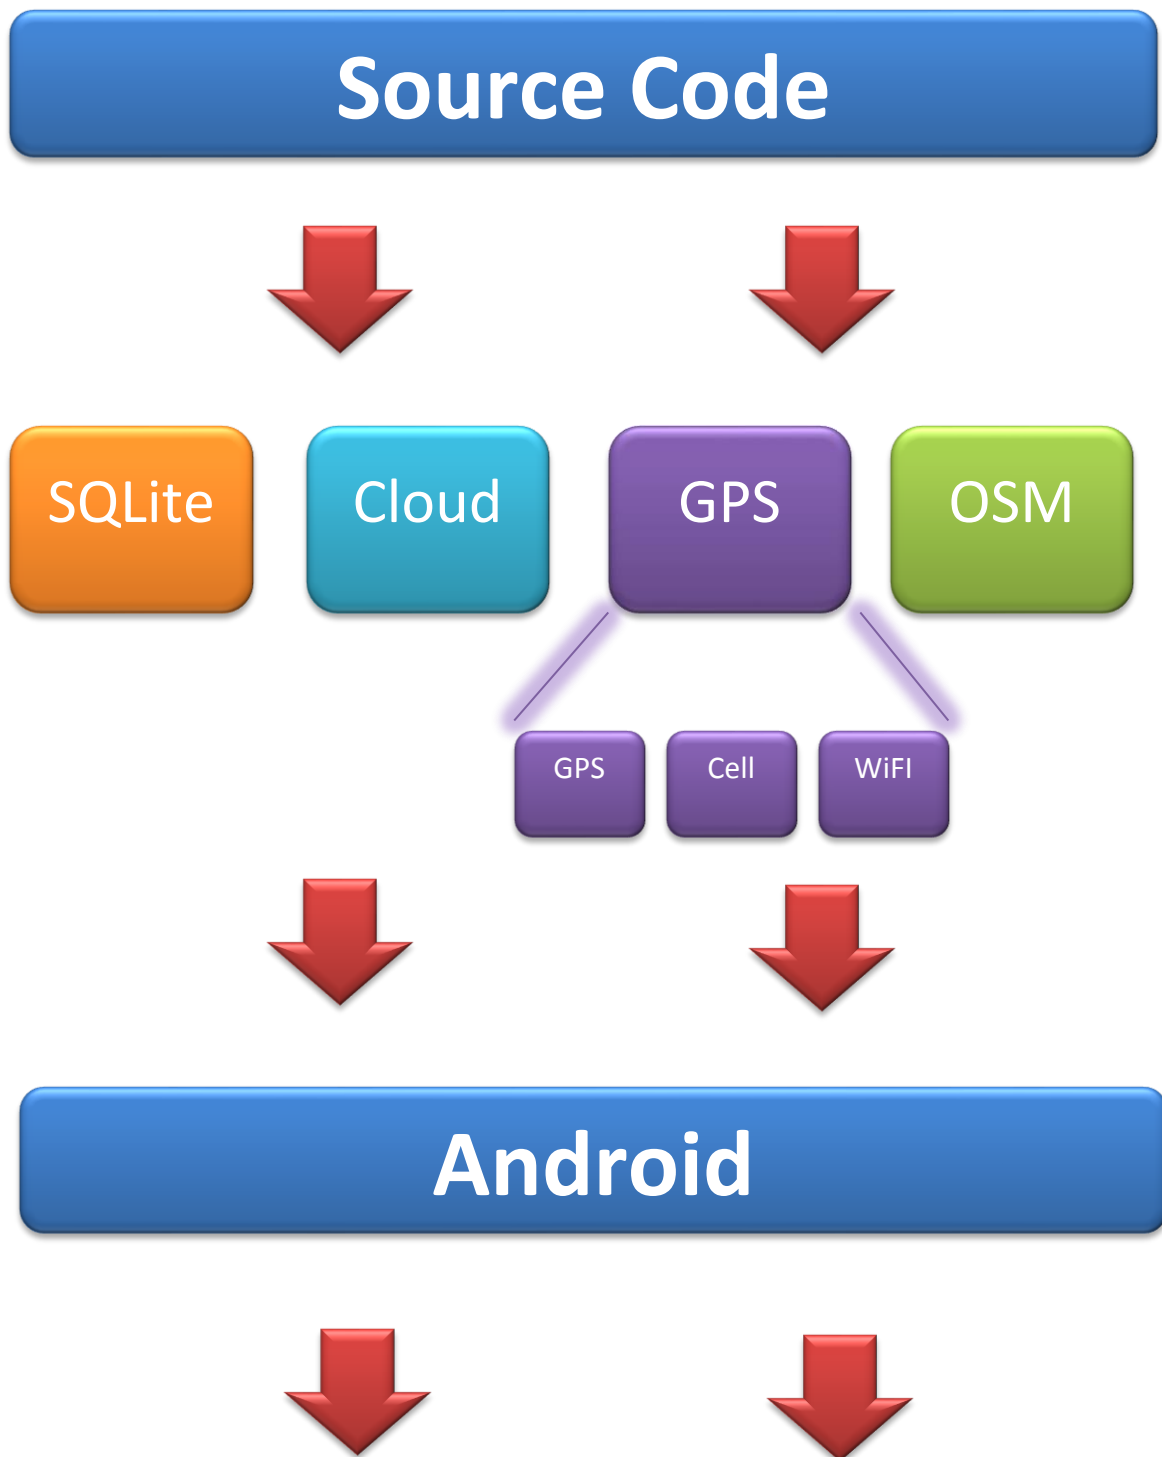 Source Code
SQLite
Cloud
GPS
OSM
GPS
Cell
WiFI
Android